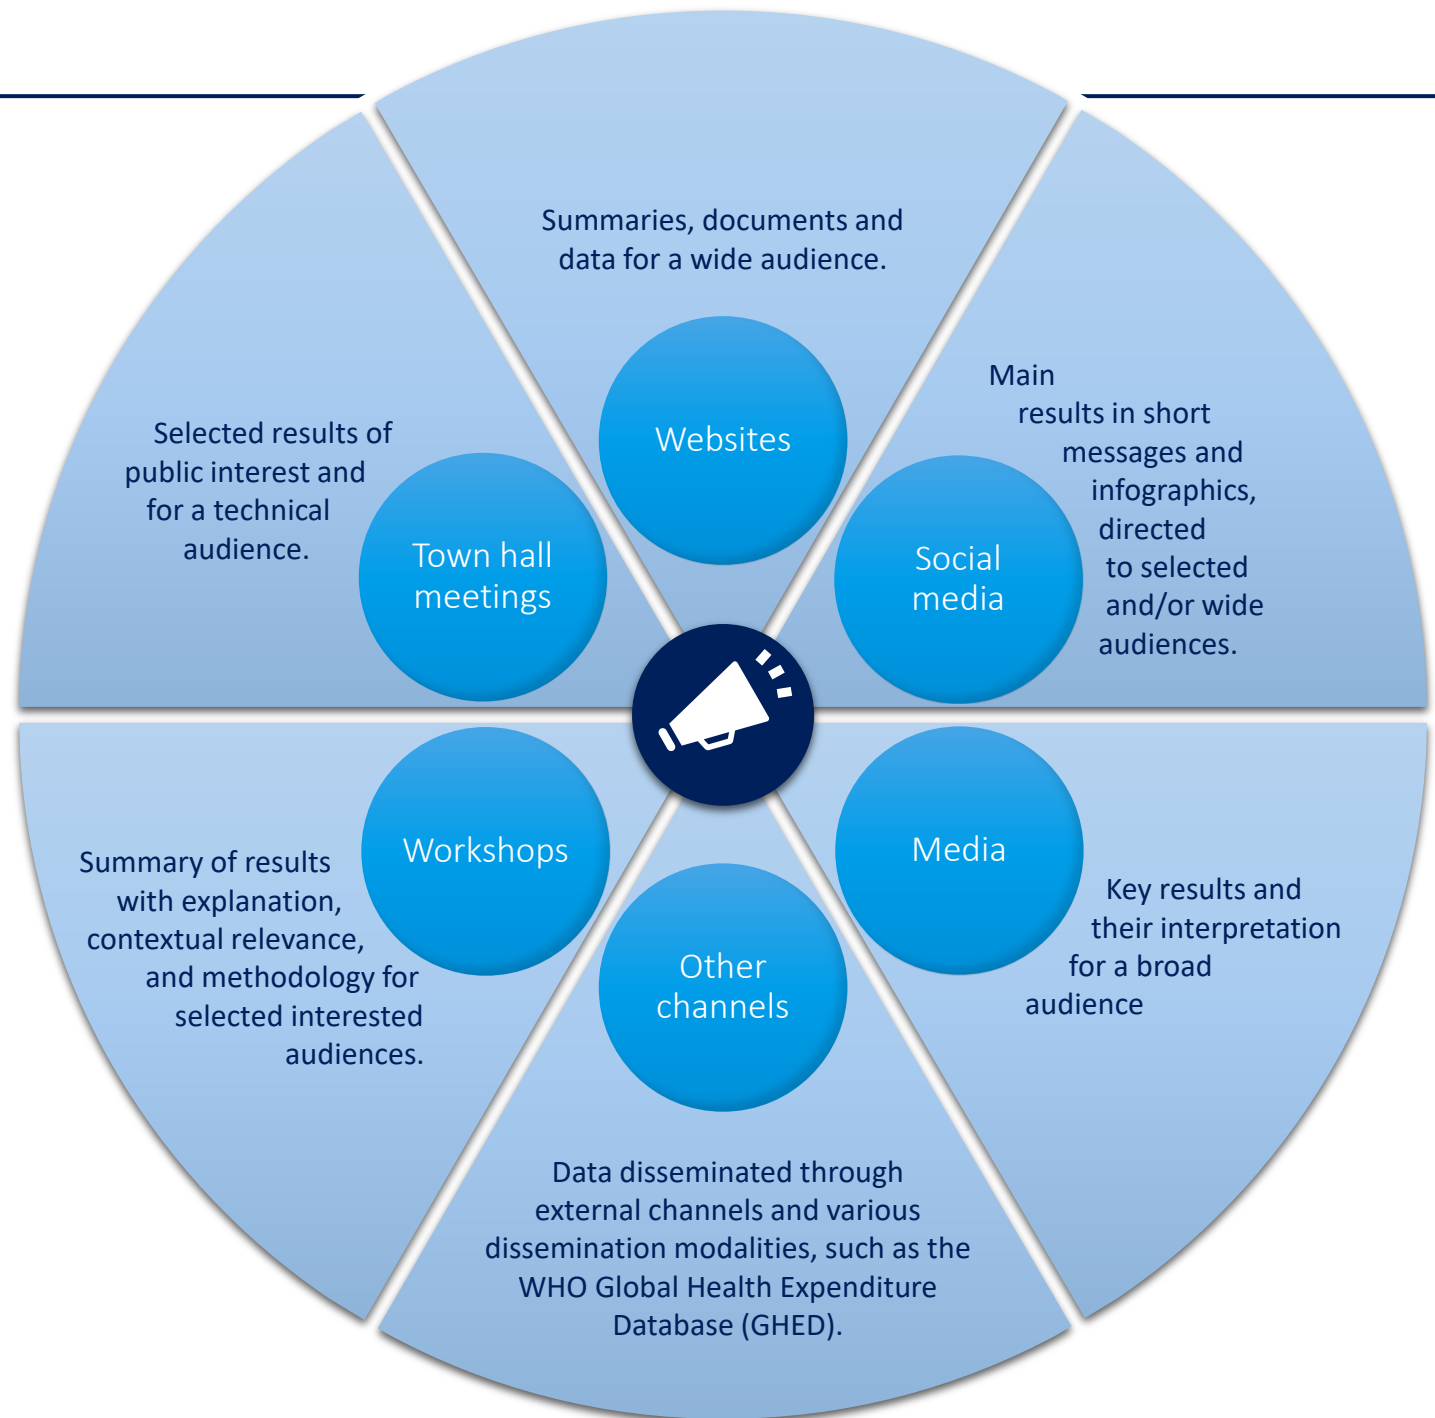 Summaries, documents and
data for a wide audience.
Websites
Main
results in short
messages and
infographics,
directed
to selected
and/or wide
audiences.
Social
media
Media
Key results and
their interpretation
for a broad
audience
Other
channels
Data disseminated through
external channels and various
dissemination modalities, such as the
WHO Global Health Expenditure
Database (GHED).
Workshops
Summary of results
with explanation,
contextual relevance,
and methodology for
selected interested
audiences.
Selected results of
public interest and
for a technical
audience.
Town hall
meetings